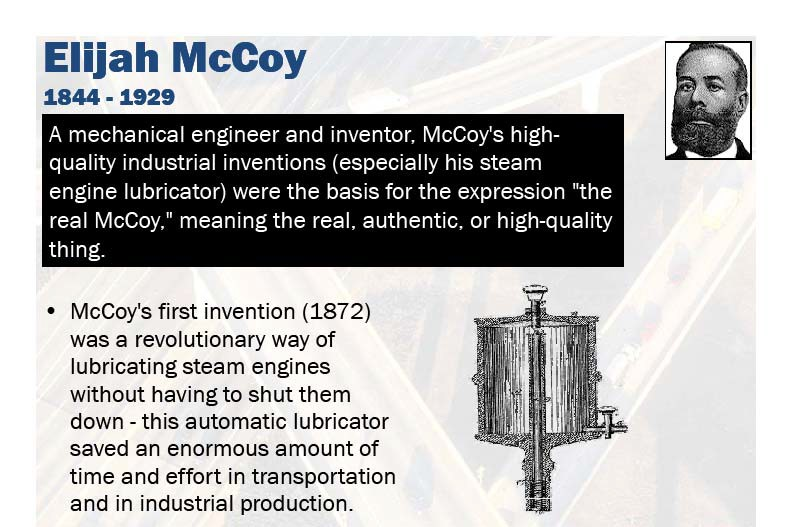 Elijah McCoy
1844 - 1929
A mechanical engineer and inventor, McCoy's high-
quality industrial inventions (especially his steam
engine lubricator) were the basis for the expression "the
real McCoy," meaning the real, authentic, or high-quality
thing.
• McCoy's first invention (1872)
was a revolutionary way of
lubricating steam engines
without having to shut them
down - this automatic lubricator
saved an enormous amount of
time and effort in transportation
and in industrial production.